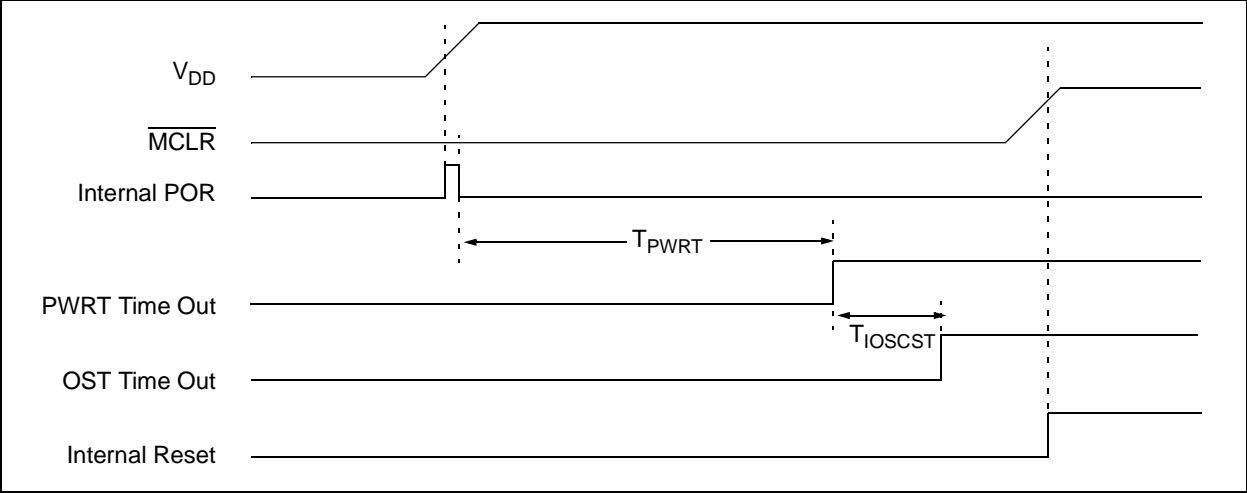 VDD
MCLR
Internal POR
TPWRT
PWRT Time Out
TIOSCST
OST Time Out
Internal Reset